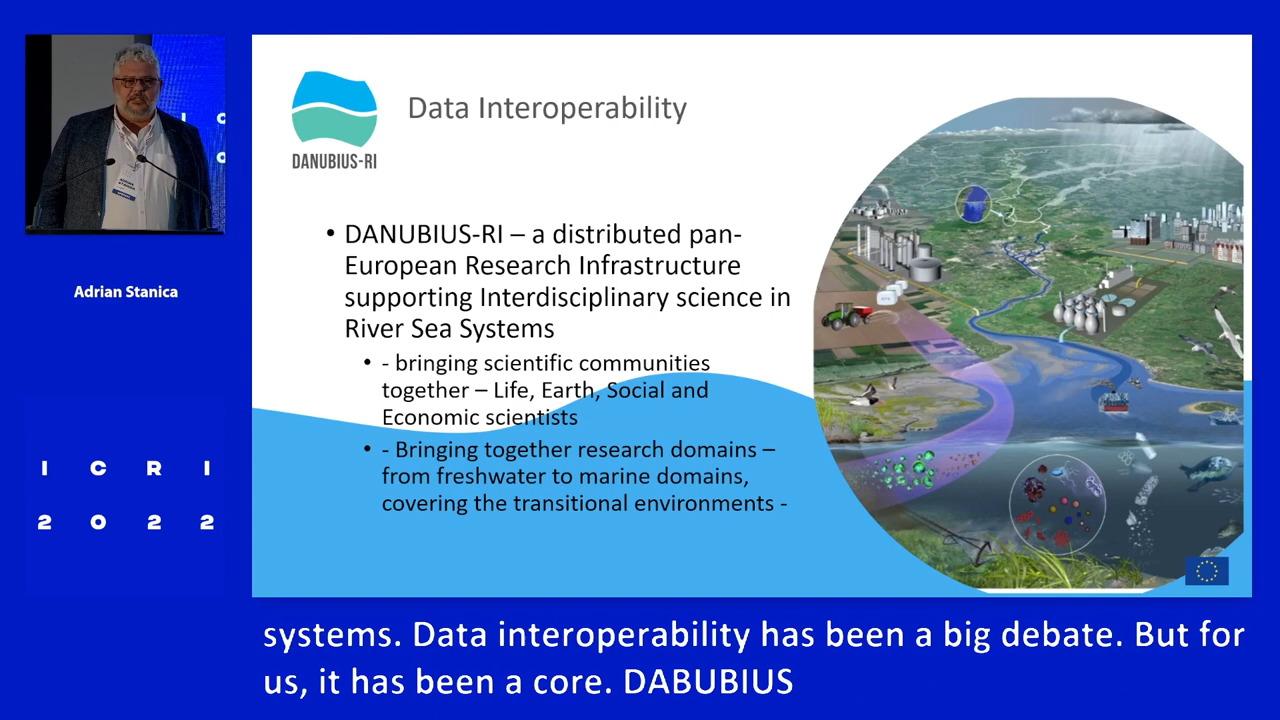 DANUBIUS-RI
Data Interoperability
• DANUBIUS-RI – a distributed pan-
European Research Infrastructure
supporting Interdisciplinary science in
River Sea Systems
• - bringing scientific communities
together – Life, Earth, Social and
Economic scientists
• - Bringing together research domains –
from freshwater to marine domains,
covering the transitional environments -
Adrian Stanica
I C R I
2 0 2 2
systems. Data interoperability has been a big debate. But for
us, it has been a core. DABUBIUS